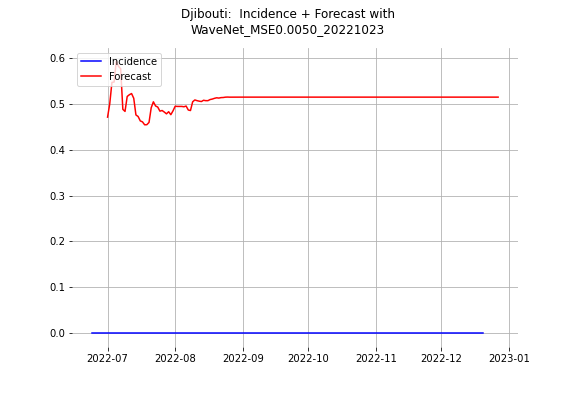 Djibouti:  Incidence + Forecast with
WaveNet_MSE0.0050_20221023
Incidence
Forecast
0.6
0.5
0.4
0.3
0.2
0.1
0.0
2022-07 2022-08 2022-09 2022-10 2022-11 2022-12 2023-01